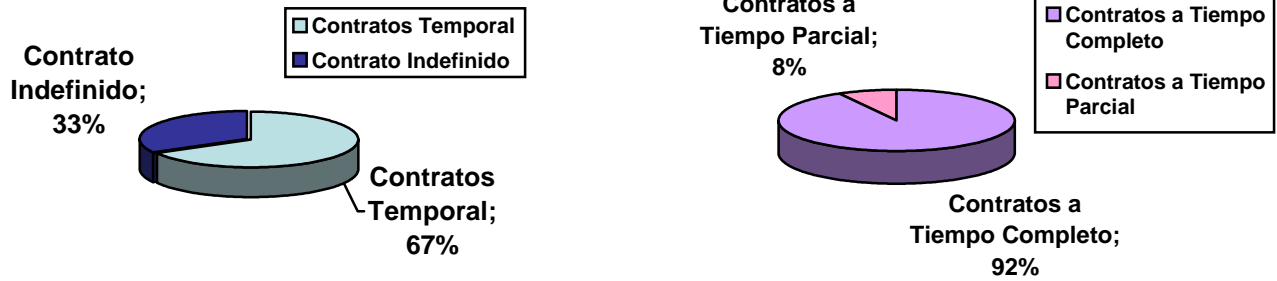 Contratos Temporal
Contrato Indefinido
Contrato
Indefinido;
33%
Contratos
Temporal;
67%
Contratos a
Tiempo Parcial;
8%
Contratos a Tiempo
Completo
Contratos a Tiempo
Parcial
Contratos a
Tiempo Completo;
92%